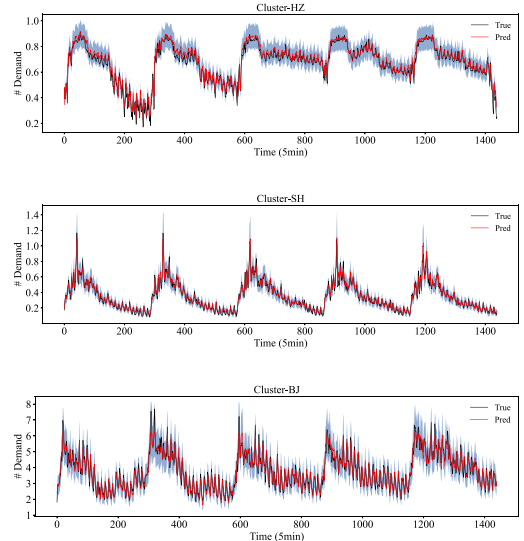 Cluster-HZ
1.0
0.8
0.6
0.4
0.2
# Demand
True
Pred
0 200 400 600 800 1000 1200 1400
Time (5min)
Cluster-SH
1.4
1.2
1.0
0.8
0.6
0.4
0.2
# Demand
True
Pred
0 200 400 600 800 1000 1200 1400
Time (5min)
Cluster-BJ
8
7
6
5
4
3
2
1
# Demand
True
Pred
0 200 400 600 800 1000 1200 1400
Time (5min)